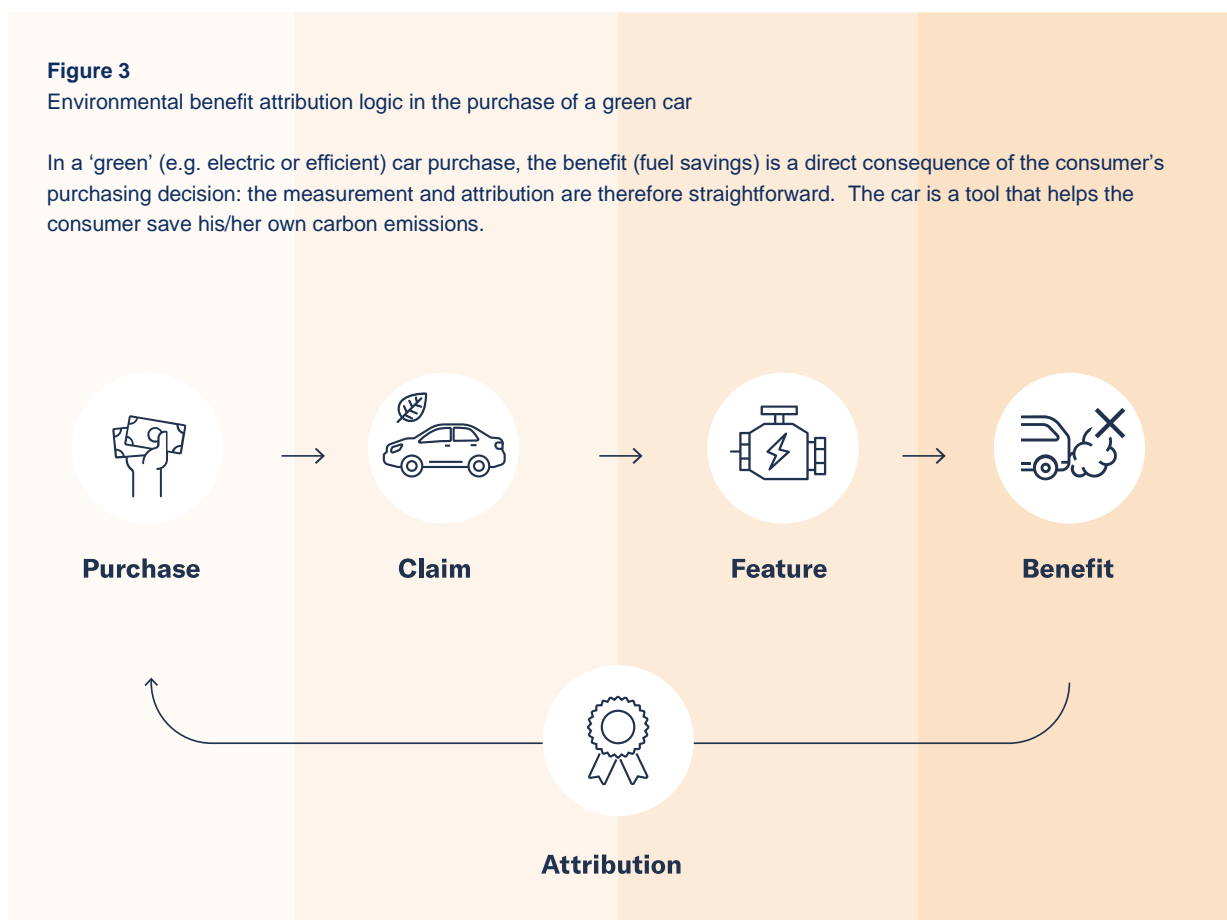 Figure 3
Environmental benefit attribution logic in the purchase of a green car
In a ‘green’ (e.g. electric or efficient) car purchase, the benefit (fuel savings) is a direct consequence of the consumer’s
purchasing decision: the measurement and attribution are therefore straightforward.  The car is a tool that helps the
consumer save his/her own carbon emissions.
Purchase
Claim
Feature
Benefit
Attribution